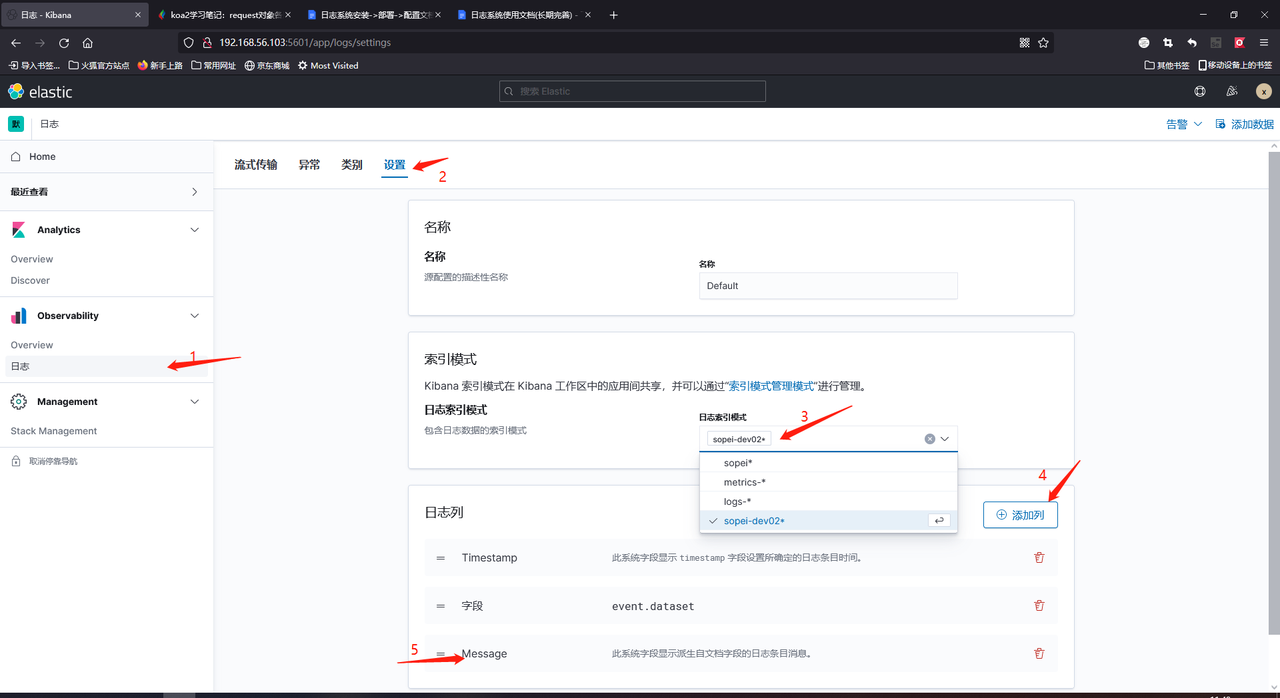 日志 - Kibana
koa2学习笔记：request对象各
日志系统安装->部署->配置文档
日志系统使用文档(长期完善) -
192.168.56.103:5601/app/logs/settings
导入书签...
火狐官方站点
新手上路
常用网址
京东商城
Most Visited
其他书签
移动设备上的书签
elastic
搜索 Elastic
x
默
日志
告警
添加数据
Home
最近查看
Analytics
Overview
Discover
Observability
Overview
日志
1
Management
Stack Management
取消停靠导航
流式传输
异常
类别
设置
2
名称
名称
源配置的描述性名称
名称
Default
索引模式
Kibana 索引模式在 Kibana 工作区中的应用间共享，并可以通过“索引模式管理模式”进行管理。
日志索引模式
包含日志数据的索引模式
日志索引模式
3
sopei-dev02*
sopei*
metrics-*
logs-*
sopei-dev02*
4
日志列
添加列
Timestamp
此系统字段显示 timestamp 字段设置所确定的日志条目时间。
字段
event.dataset
5
Message
此系统字段显示派生自文档字段的日志条目消息。